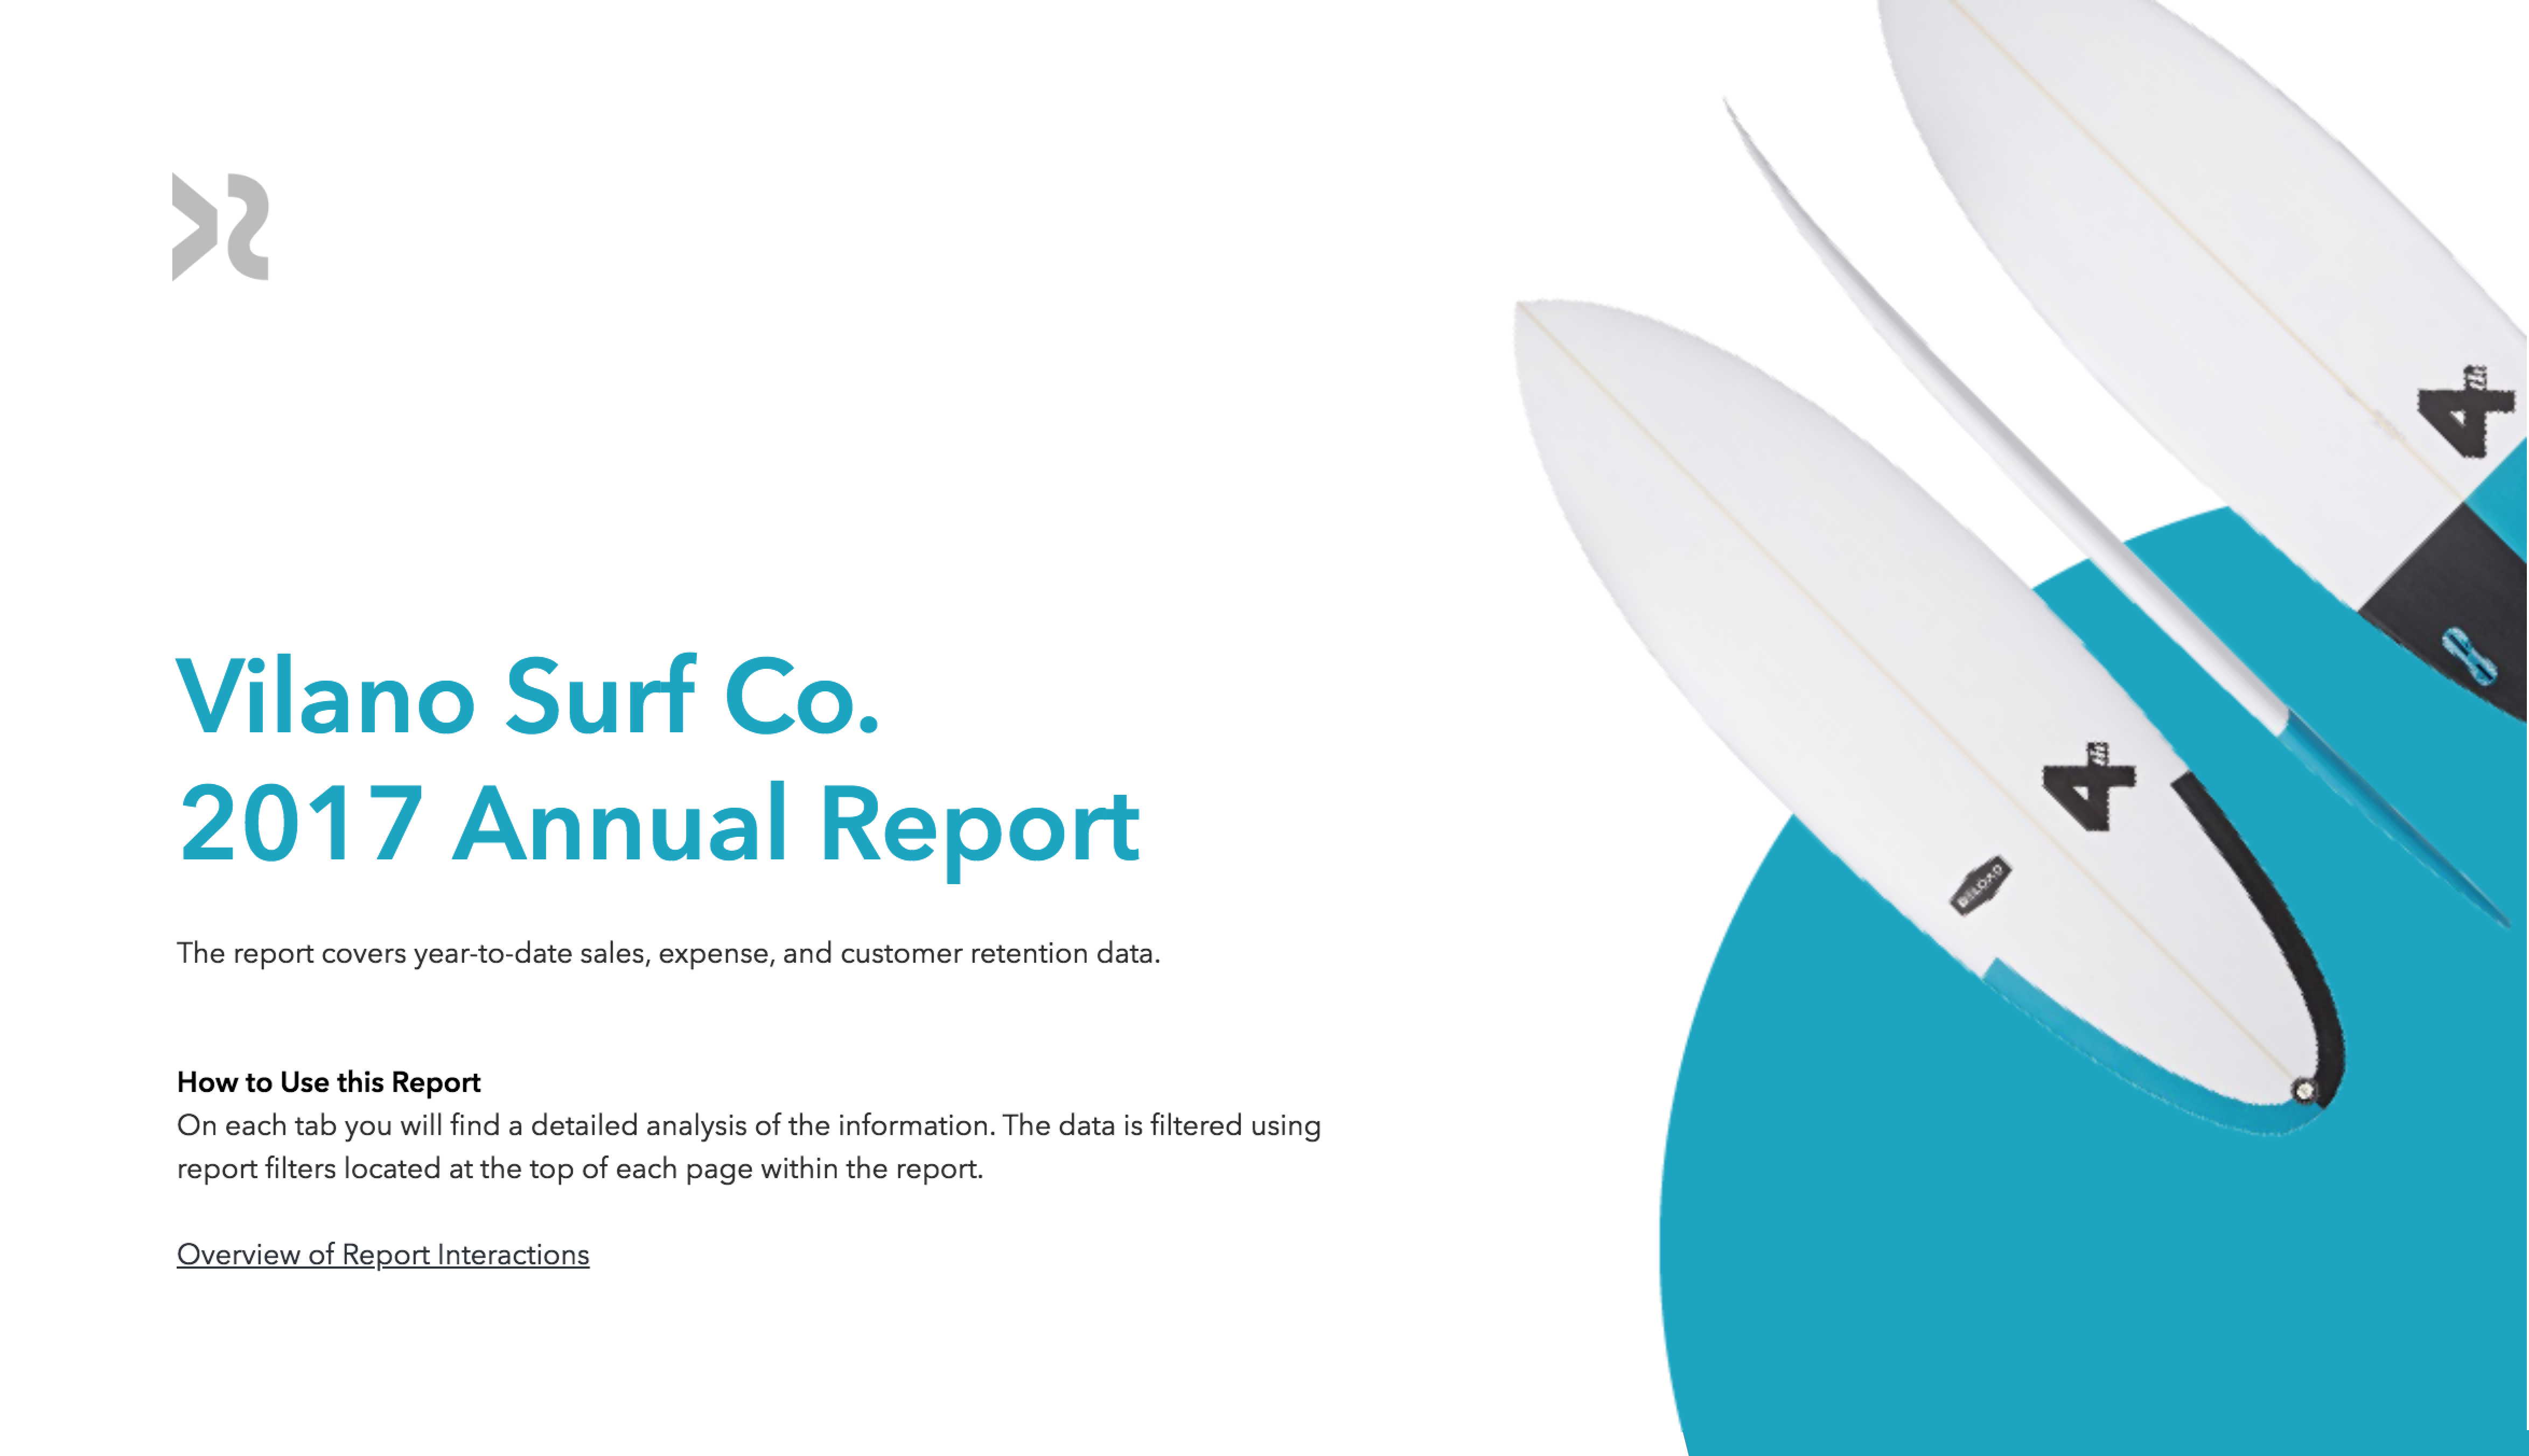 Vilano Surf Co.
2017 Annual Report
The report covers year-to-date sales, expense, and customer retention data.
How to Use this Report
On each tab you will find a detailed analysis of the information. The data is filtered using
report filters located at the top of each page within the report.
Overview of Report Interactions
4
4